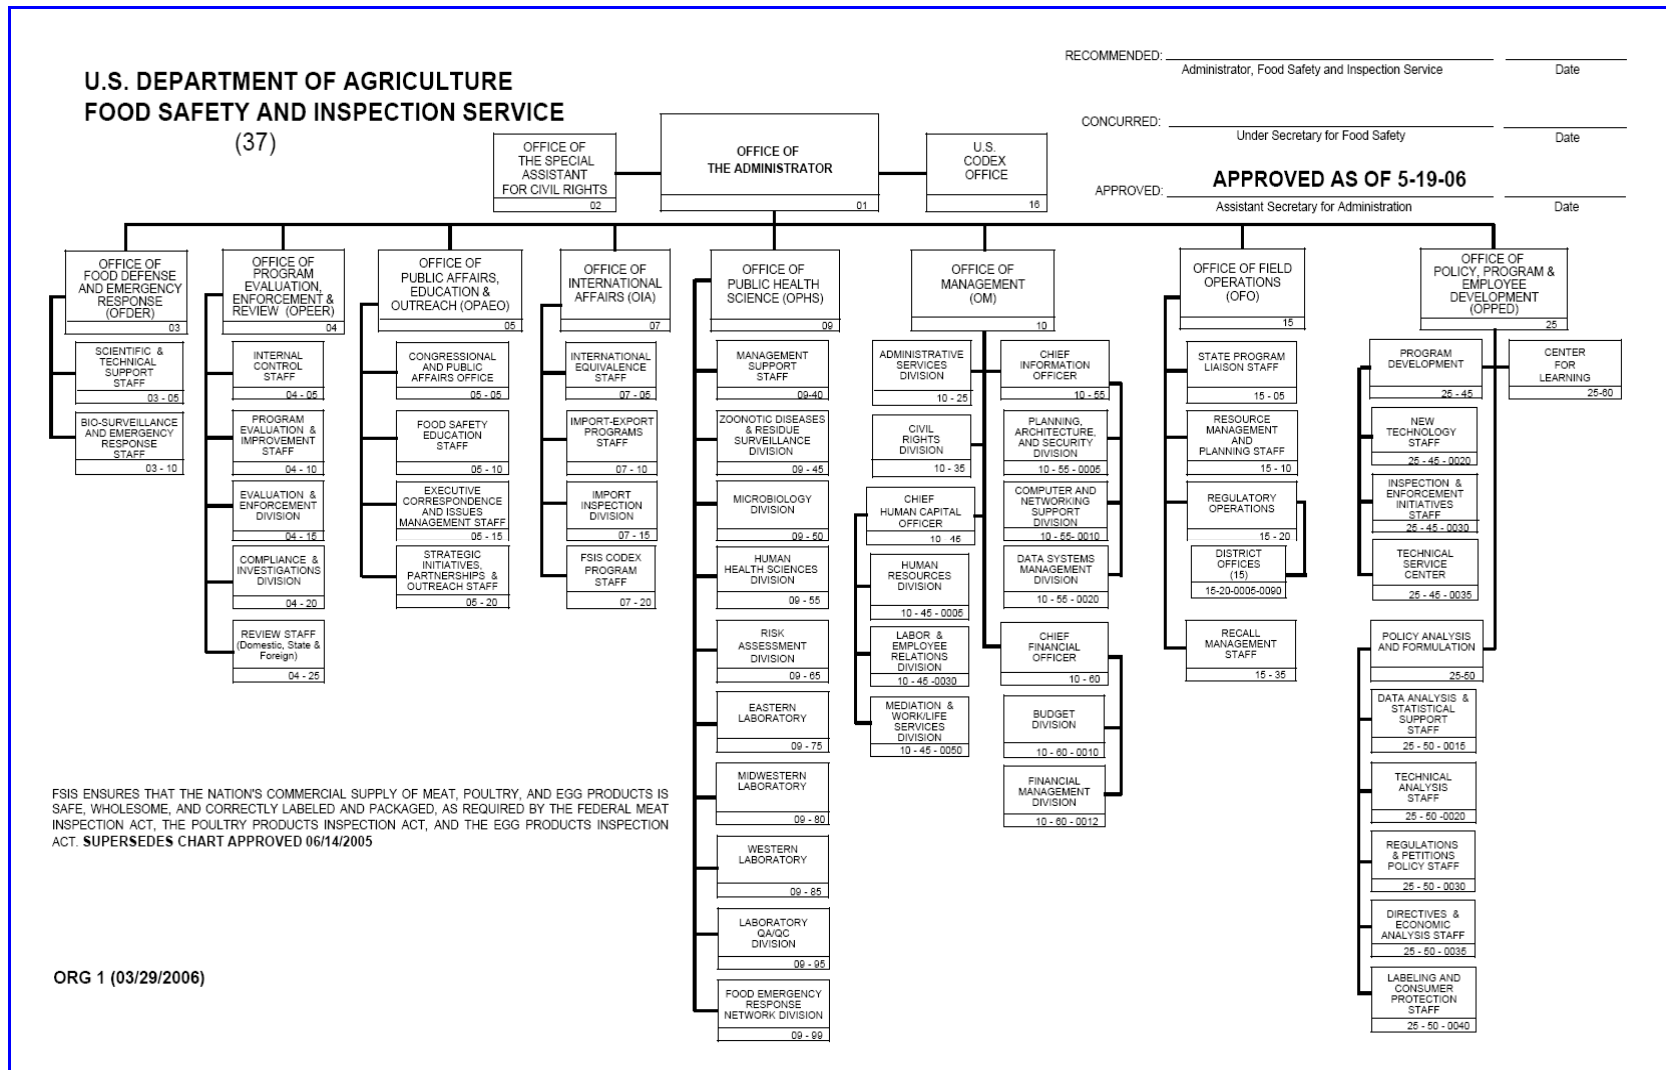 U.S. DEPARTMENT OF AGRICULTURE
FOOD SAFETY AND INSPECTION SERVICE
(37)
RECOMMENDED:
Administrator, Food Safety and Inspection Service
Date
CONCURRED:
Under Secretary for Food Safety
Date
APPROVED:
APPROVED AS OF 5-19-06
Assistant Secretary for Administration
Date
OFFICE OF
THE SPECIAL
ASSISTANT
FOR CIVIL RIGHTS
02
OFFICE OF
THE ADMINISTRATOR
01
U.S.
CODEX
OFFICE
16
OFFICE OF
FOOD DEFENSE
AND EMERGENCY
RESPONSE
(OFDER)
03
SCIENTIFIC &
TECHNICAL
SUPPORT
STAFF
03 - 05
BIO-SURVEILLANCE
AND EMERGENCY
RESPONSE
STAFF
03 - 10
OFFICE OF
PROGRAM
EVALUATION,
ENFORCEMENT &
REVIEW (OPEER)
04
INTERNAL
CONTROL
STAFF
04 - 05
PROGRAM
EVALUATION &
IMPROVEMENT
STAFF
04 - 10
EVALUATION &
ENFORCEMENT
DIVISION
04 - 15
COMPLIANCE &
INVESTIGATIONS
DIVISION
04 - 20
REVIEW STAFF
(Domestic, State &
Foreign)
04 - 25
OFFICE OF
PUBLIC AFFAIRS,
EDUCATION &
OUTREACH (OPAEO)
05
CONGRESSIONAL
AND PUBLIC
AFFAIRS OFFICE
05 - 05
FOOD SAFETY
EDUCATION
STAFF
05 - 10
EXECUTIVE
CORRESPONDENCE
AND ISSUES
MANAGEMENT STAFF
05 - 15
STRATEGIC
INITIATIVES,
PARTNERSHIPS &
OUTREACH STAFF
05 - 20
OFFICE OF
INTERNATIONAL
AFFAIRS (OIA)
07
INTERNATIONAL
EQUIVALENCE
STAFF
07 - 05
IMPORT-EXPORT
PROGRAMS
STAFF
07 - 10
IMPORT
INSPECTION
DIVISION
07 - 15
FSIS CODEX
PROGRAM
STAFF
07 - 20
OFFICE OF
PUBLIC HEALTH
SCIENCE (OPHS)
09
MANAGEMENT
SUPPORT
STAFF
09-40
ZOONOTIC DISEASES
& RESIDUE
SURVEILLANCE
DIVISION
09 - 45
MICROBIOLOGY
DIVISION
09 - 50
HUMAN
HEALTH SCIENCES
DIVISION
09 - 55
RISK
ASSESSMENT
DIVISION
09 - 65
EASTERN
LABORATORY
09 - 75
MIDWESTERN
LABORATORY
09 - 80
WESTERN
LABORATORY
09 - 85
LABORATORY
QA/QC
DIVISION
09 - 95
FOOD EMERGENCY
RESPONSE
NETWORK DIVISION
09 - 99
OFFICE OF
MANAGEMENT
(OM)
10
ADMINISTRATIVE
SERVICES
DIVISION
10 - 25
CIVIL
RIGHTS
DIVISION
10 - 35
CHIEF
HUMAN CAPITAL
OFFICER
10 45
HUMAN
RESOURCES
DIVISION
10 - 45 - 0005
LABOR &
EMPLOYEE
RELATIONS
DIVISION
10 - 45 -0030
MEDIATION &
WORK/LIFE
SERVICES
DIVISION
10 - 45 - 0050
CHIEF
INFORMATION
OFFICER
10 - 55
PLANNING,
ARCHITECTURE,
AND SECURITY
DIVISION
10 - 55 - 0005
COMPUTER AND
NETWORKING
SUPPORT
DIVISION
10 - 55- 0010
DATA SYSTEMS
MANAGEMENT
DIVISION
10 - 55 - 0020
CHIEF
FINANCIAL
OFFICER
10 - 60
BUDGET
DIVISION
10 - 60 - 0010
FINANCIAL
MANAGEMENT
DIVISION
10 - 60 - 0012
OFFICE OF FIELD
OPERATIONS
(OFO)
15
STATE PROGRAM
LIAISON STAFF
15 - 05
RESOURCE
MANAGEMENT
AND
PLANNING STAFF
15 - 10
REGULATORY
OPERATIONS
15 - 20
DISTRICT
OFFICES
(15)
15-20-0005-0090
RECALL
MANAGEMENT
STAFF
15 - 35
OFFICE OF
POLICY, PROGRAM &
EMPLOYEE
DEVELOPMENT
(OPPED)
25
PROGRAM
DEVELOPMENT
25 - 45
CENTER
FOR
LEARNING
25-60
NEW
TECHNOLOGY
STAFF
25 - 45 - 0020
INSPECTION &
ENFORCEMENT
INITIATIVES
STAFF
25 - 45 - 0030
TECHNICAL
SERVICE
CENTER
25 - 45 - 0035
POLICY ANALYSIS
AND FORMULATION
25-50
DATA ANALYSIS &
STATISTICAL
SUPPORT
STAFF
25 - 50 - 0015
TECHNICAL
ANALYSIS
STAFF
25 - 50 -0020
REGULATIONS
& PETITIONS
POLICY STAFF
25 - 50 - 0030
DIRECTIVES &
ECONOMIC
ANALYSIS STAFF
25 - 50 - 0035
LABELING AND
CONSUMER
PROTECTION
STAFF
25 - 50 - 0040
FSIS ENSURES THAT THE NATION'S COMMERCIAL SUPPLY OF MEAT, POULTRY, AND EGG PRODUCTS IS
SAFE, WHOLESOME, AND CORRECTLY LABELED AND PACKAGED, AS REQUIRED BY THE FEDERAL MEAT
INSPECTION ACT, THE POULTRY PRODUCTS INSPECTION ACT, AND THE EGG PRODUCTS INSPECTION
ACT. SUPERSEDES CHART APPROVED 06/14/2005
ORG 1 (03/29/2006)